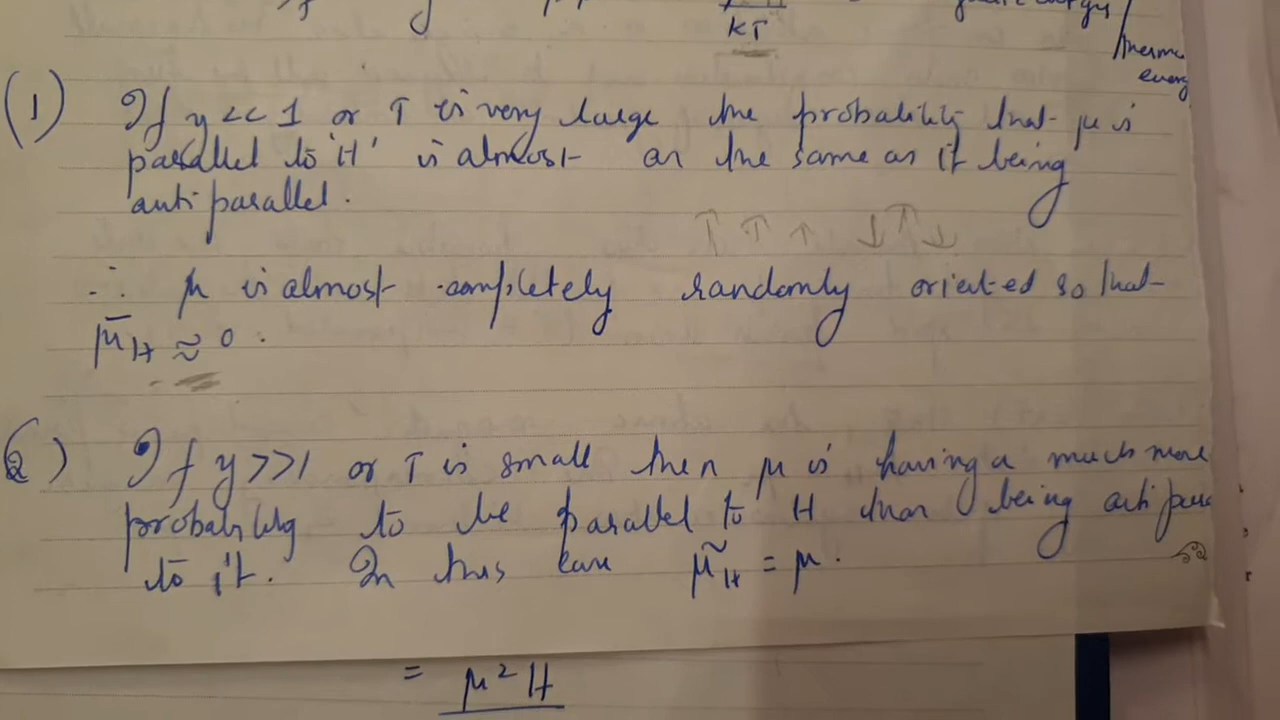 KT
energy /
thermal
energy
(1) If y << 1 or T is very large the probability that μ is
parallel to 'H' is almost as the same as it being
anti parallel.
↑ ↑ ↑ ↓ ↑ ↓
∴ μ is almost completely randomly oriented so that
μ̄H ≈ 0.
(2) If y >> 1 or T is small then μ is having a much more
probability to be parallel to H than being anti para
to it. In this case μ̃H = μ.
= μ²H